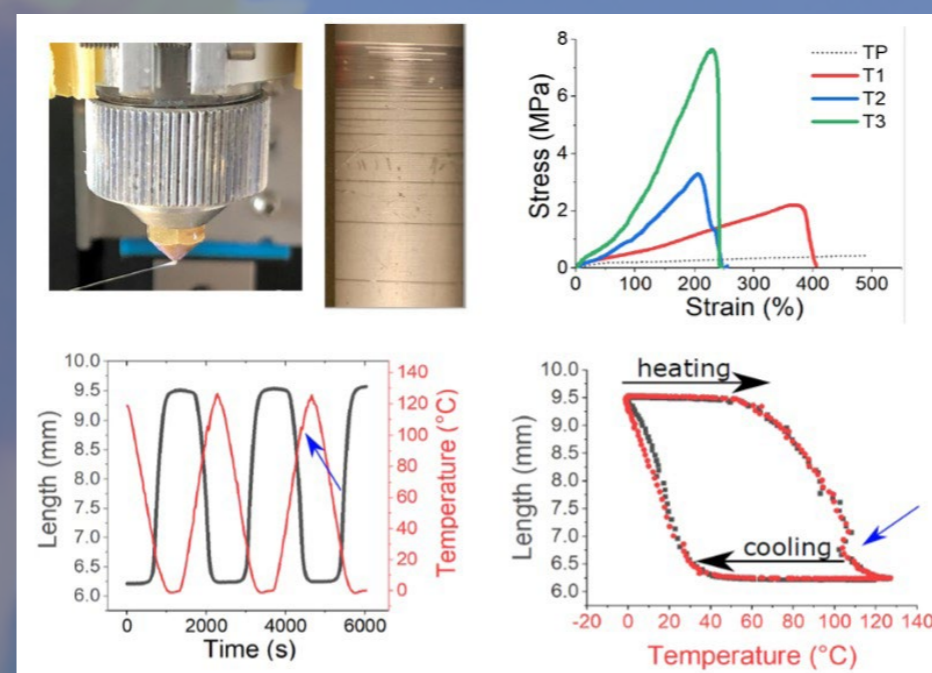 8
6
4
2
0
Stress (MPa)
TP
T1
T2
T3
0 100 200 300 400 500
Strain (%)
10.0
9.5
9.0
8.5
8.0
7.5
7.0
6.5
6.0
Length (mm)
140
120
100
80
60
40
20
0
Temperature (°C)
0 2000 4000 6000
Time (s)
10.0
9.5
9.0
8.5
8.0
7.5
7.0
6.5
6.0
Length (mm)
heating
cooling
-20 0 20 40 60 80 100 120 140
Temperature (°C)